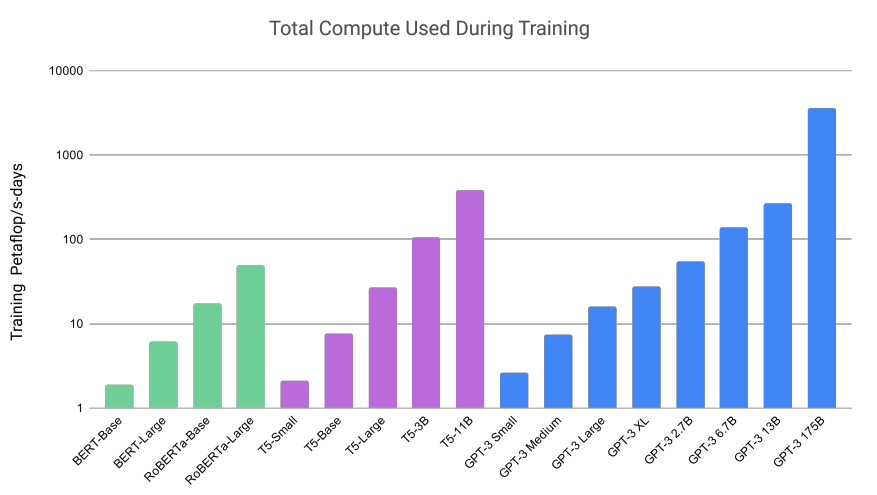 Total Compute Used During Training
Training Petaflop/s-days
10000
1000
100
10
1
BERT-Base
BERT-Large
RoBERTa-Base
RoBERTa-Large
T5-Small
T5-Base
T5-Large
T5-3B
T5-11B
GPT-3 Small
GPT-3 Medium
GPT-3 Large
GPT-3 XL
GPT-3 2.7B
GPT-3 6.7B
GPT-3 13B
GPT-3 175B